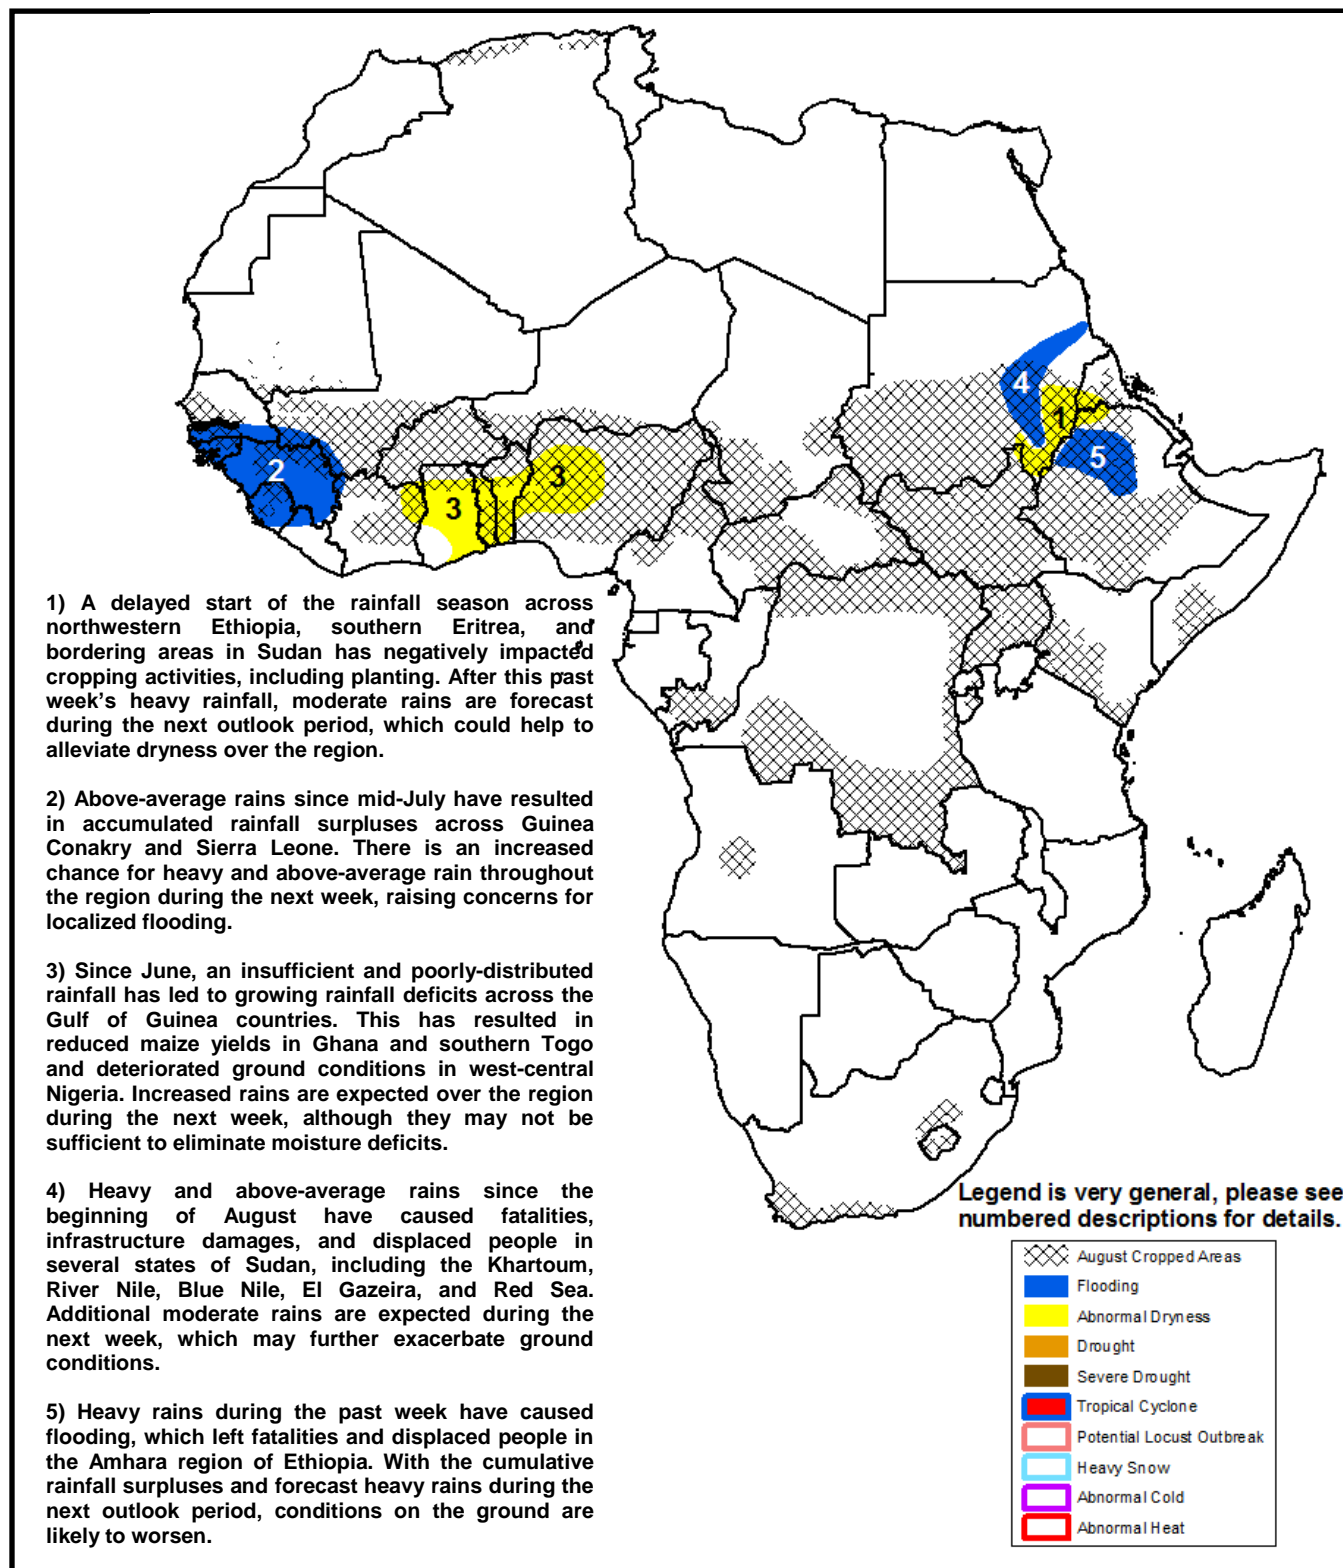 4
1
5
2
3
3
1) A delayed start of the rainfall season across
northwestern Ethiopia, southern Eritrea, and
bordering areas in Sudan has negatively impacted
cropping activities, including planting. After this past
week's heavy rainfall, moderate rains are forecast
during the next outlook period, which could help to
alleviate dryness over the region.
2) Above-average rains since mid-July have resulted
in accumulated rainfall surpluses across Guinea
Conakry and Sierra Leone. There is an increased
chance for heavy and above-average rain throughout
the region during the next week, raising concerns for
localized flooding.
3) Since June, an insufficient and poorly-distributed
rainfall has led to growing rainfall deficits across the
Gulf of Guinea countries. This has resulted in
reduced maize yields in Ghana and southern Togo
and deteriorated ground conditions in west-central
Nigeria. Increased rains are expected over the region
during the next week, although they may not be
sufficient to eliminate moisture deficits.
4) Heavy and above-average rains since the
beginning of August have caused fatalities,
infrastructure damages, and displaced people in
several states of Sudan, including the Khartoum,
River Nile, Blue Nile, El Gazeira, and Red Sea.
Additional moderate rains are expected during the
next week, which may further exacerbate ground
conditions.
5) Heavy rains during the past week have caused
flooding, which left fatalities and displaced people in
the Amhara region of Ethiopia. With the cumulative
rainfall surpluses and forecast heavy rains during the
next outlook period, conditions on the ground are
likely to worsen.
Legend is very general, please see
numbered descriptions for details.
August Cropped Areas
Flooding
Abnormal Dryness
Drought
Severe Drought
Tropical Cyclone
Potential Locust Outbreak
Heavy Snow
Abnormal Cold
Abnormal Heat